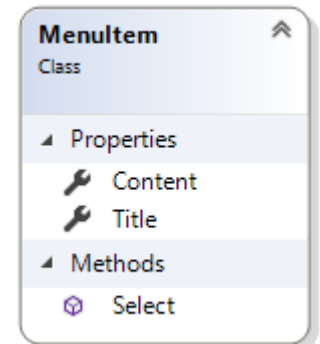 MenuItem
Class
Properties
Content
Title
Methods
Select